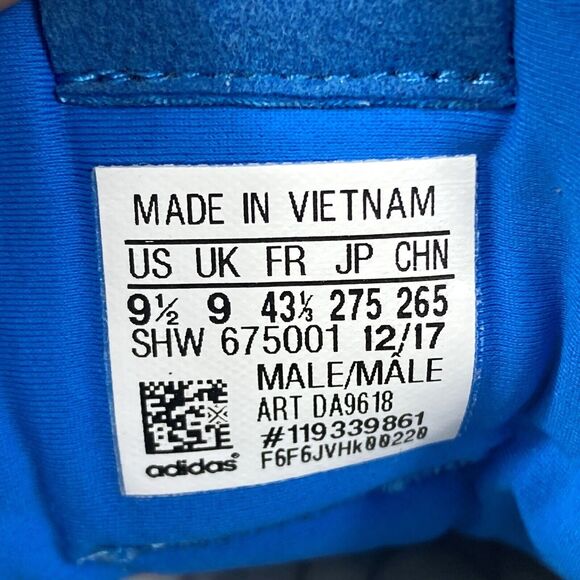 MADE IN VIETNAM
US UK FR JP CHN
9½ 9 43⅓ 275 265
SHW 675001 12/17
MALE/MÂLE
ART DA9618
#119339861
adidas® F6F6JVHk00220